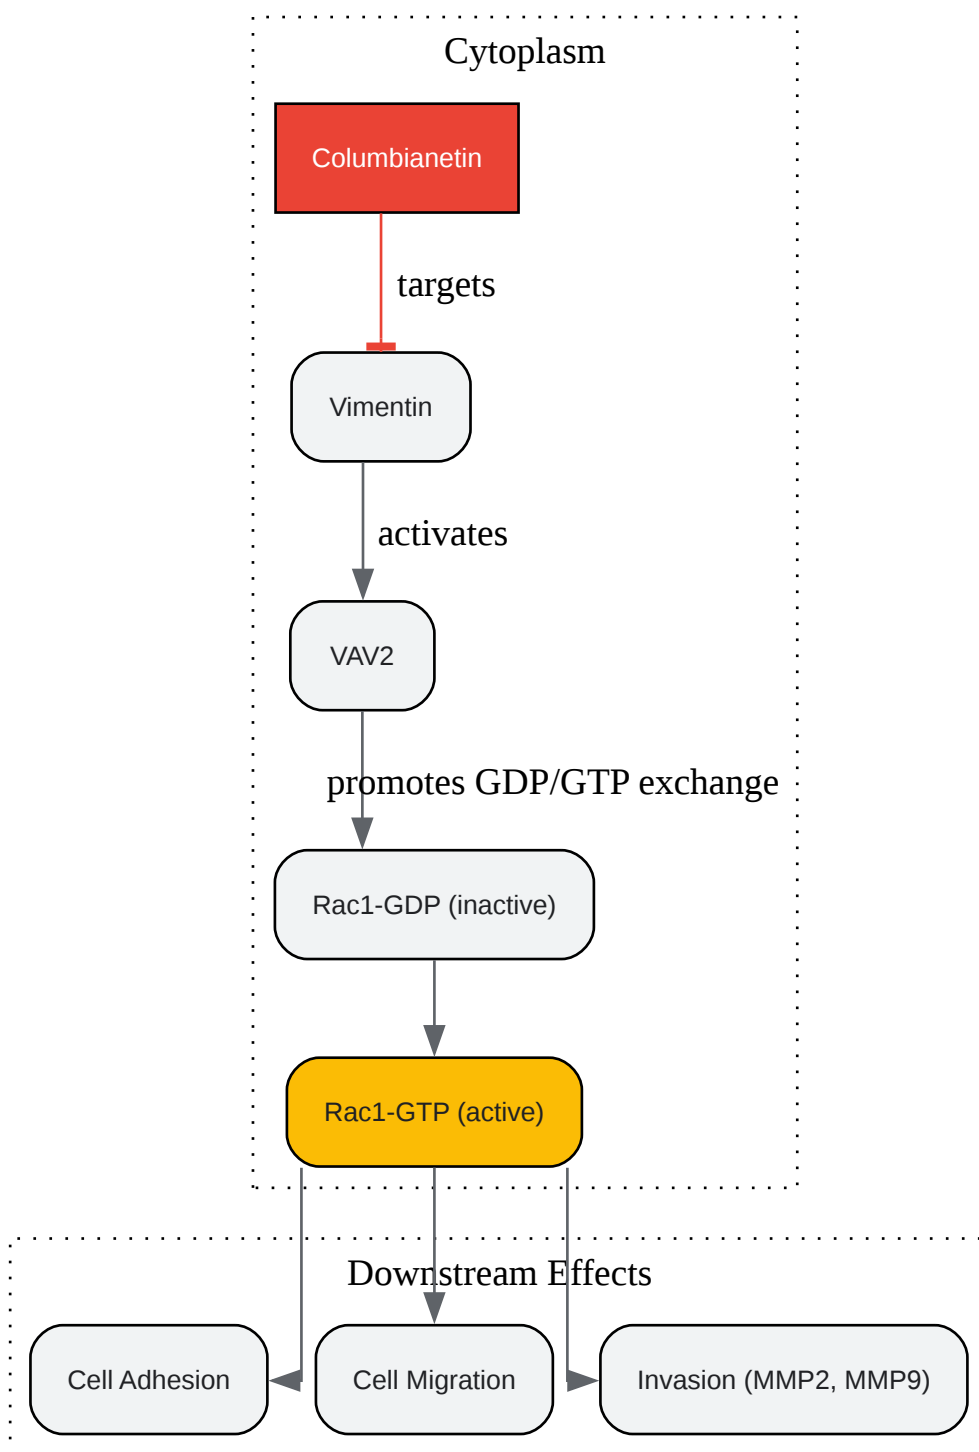 Cytoplasm
Columbianetin
targets
Vimentin
activates
VAV2
promotes GDP/GTP exchange
Rac1-GDP (inactive)
Rac1-GTP (active)
Downstream Effects
Cell Adhesion
Cell Migration
Invasion (MMP2, MMP9)